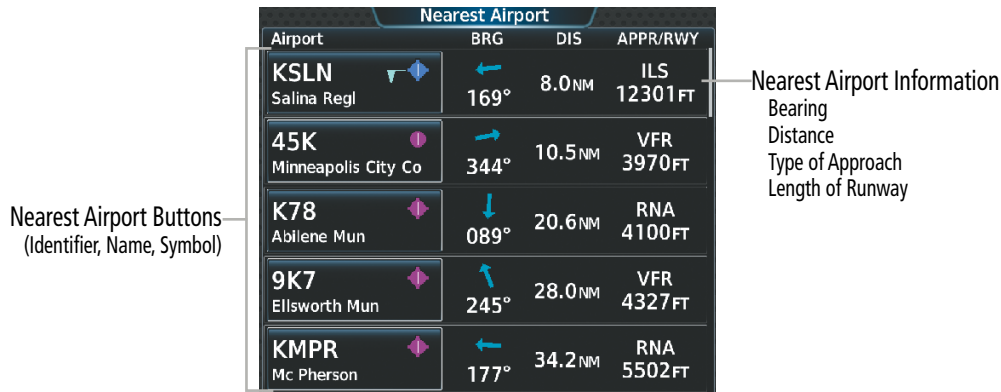 Nearest Airport
Airport BRG DIS APPR/RWY
KSLN
Salina Regl
169°
8.0NM
ILS
12301FT
45K
Minneapolis City Co
344°
10.5NM
VFR
3970FT
K78
Abilene Mun
089°
20.6NM
RNA
4100FT
9K7
Ellsworth Mun
245°
28.0NM
VFR
4327FT
KMPR
Mc Pherson
177°
34.2NM
RNA
5502FT
Nearest Airport Buttons
(Identifier, Name, Symbol)
Nearest Airport Information
Bearing
Distance
Type of Approach
Length of Runway